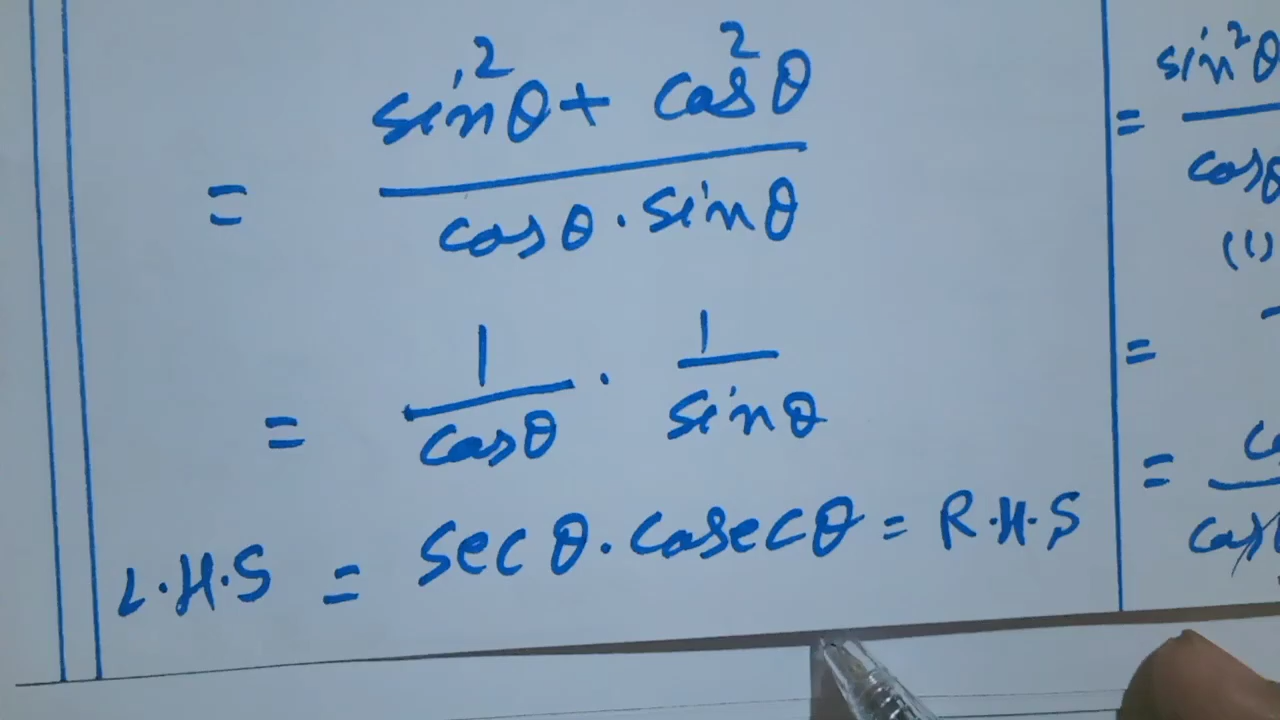 = sin²θ + cos²θ / cosθ . sinθ
= 1/cosθ . 1/sinθ
L.H.S = secθ . cosecθ = R.H.S
= sin²θ
cosθ
(1)
=
=